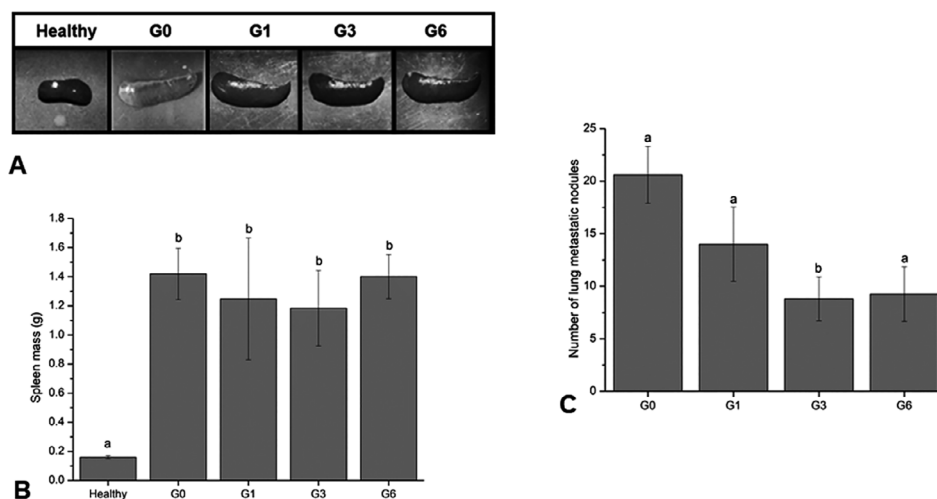 Healthy G0 G1 G3 G6
A
Spleen mass (g)
1.8
1.6
1.4
1.2
1.0
0.8
0.6
0.4
0.2
0.0
a
b
b
b
b
Healthy G0 G1 G3 G6
B
Number of lung metastatic nodules
25
20
15
10
5
0
a
a
b
a
G0 G1 G3 G6
C